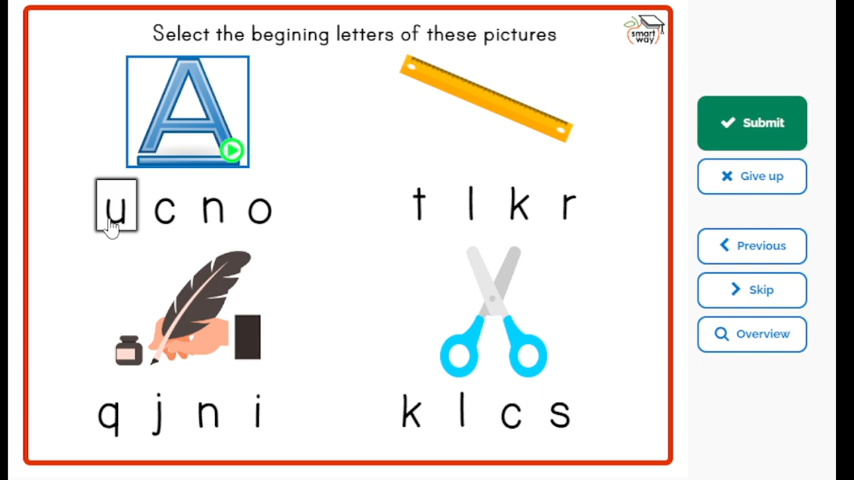 Select the begining letters of these pictures
smart
way
A
u c n o
t l k r
q j n i
k l c s
Submit
Give up
Previous
Skip
Overview